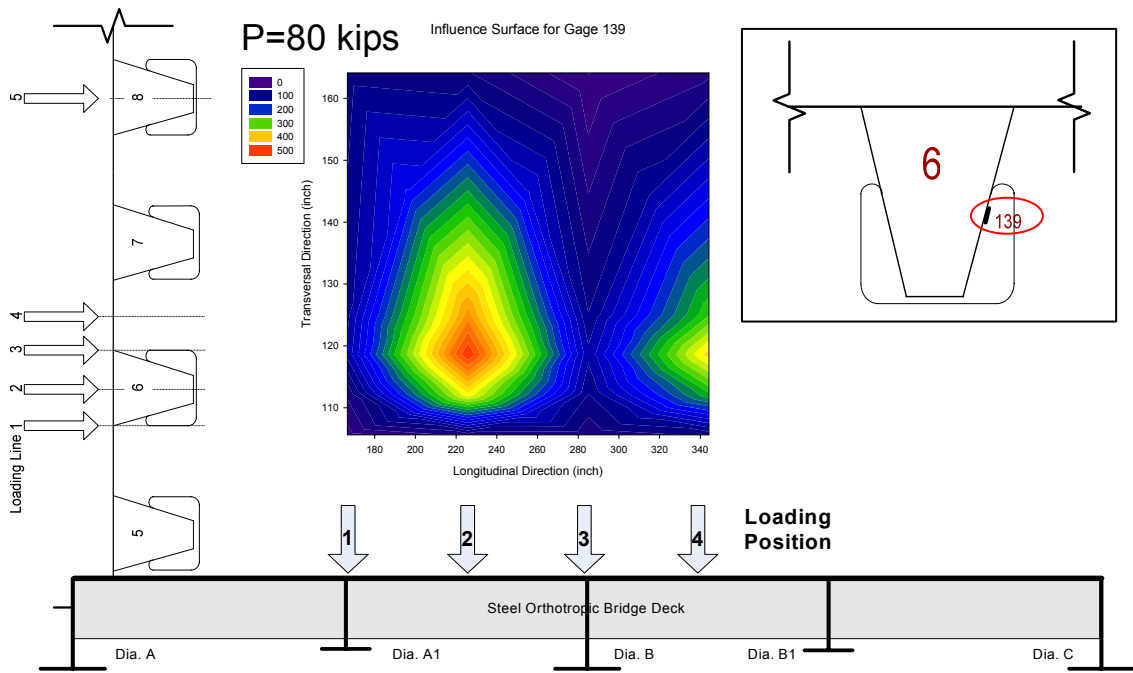 P=80 kips
Influence Surface for Gage 139
0
100
200
300
400
500
Transversal Direction (inch)
160
150
140
130
120
110
180
200
220
240
260
280
300
320
340
Longitudinal Direction (inch)
6
139
5
8
7
4
3
6
2
Loading Line 1
5
1
2
3
4
Loading
Position
Steel Orthotropic Bridge Deck
Dia. A
Dia. A1
Dia. B
Dia. B1
Dia. C